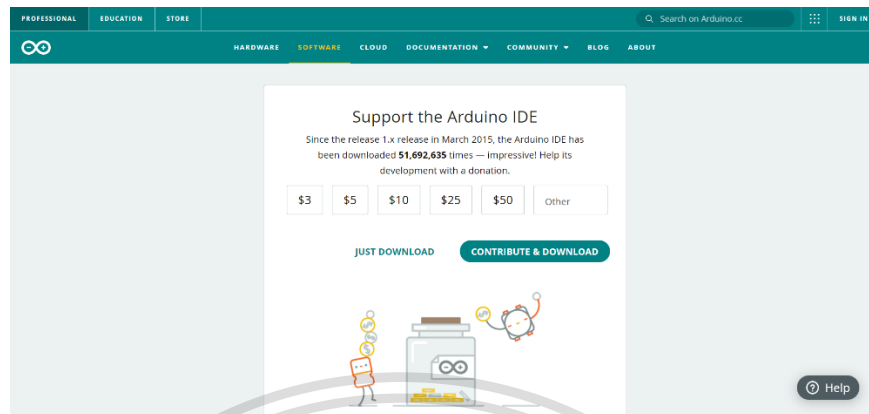 PROFESSIONAL EDUCATION STORE Search on Arduino.cc SIGN IN
HARDWARE SOFTWARE CLOUD DOCUMENTATION COMMUNITY BLOG ABOUT
Support the Arduino IDE
Since the release 1.x release in March 2015, the Arduino IDE has
been downloaded 51,692,635 times — impressive! Help its
development with a donation.
$3 $5 $10 $25 $50 Other
JUST DOWNLOAD CONTRIBUTE & DOWNLOAD
Help